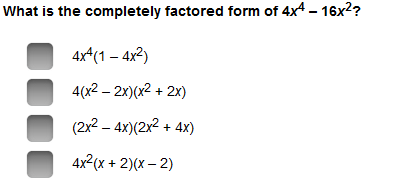 What is the completely factored form of 4x⁴ – 16x²?
4x⁴(1 – 4x²)
4(x² – 2x)(x² + 2x)
(2x² – 4x)(2x² + 4x)
4x²(x + 2)(x – 2)